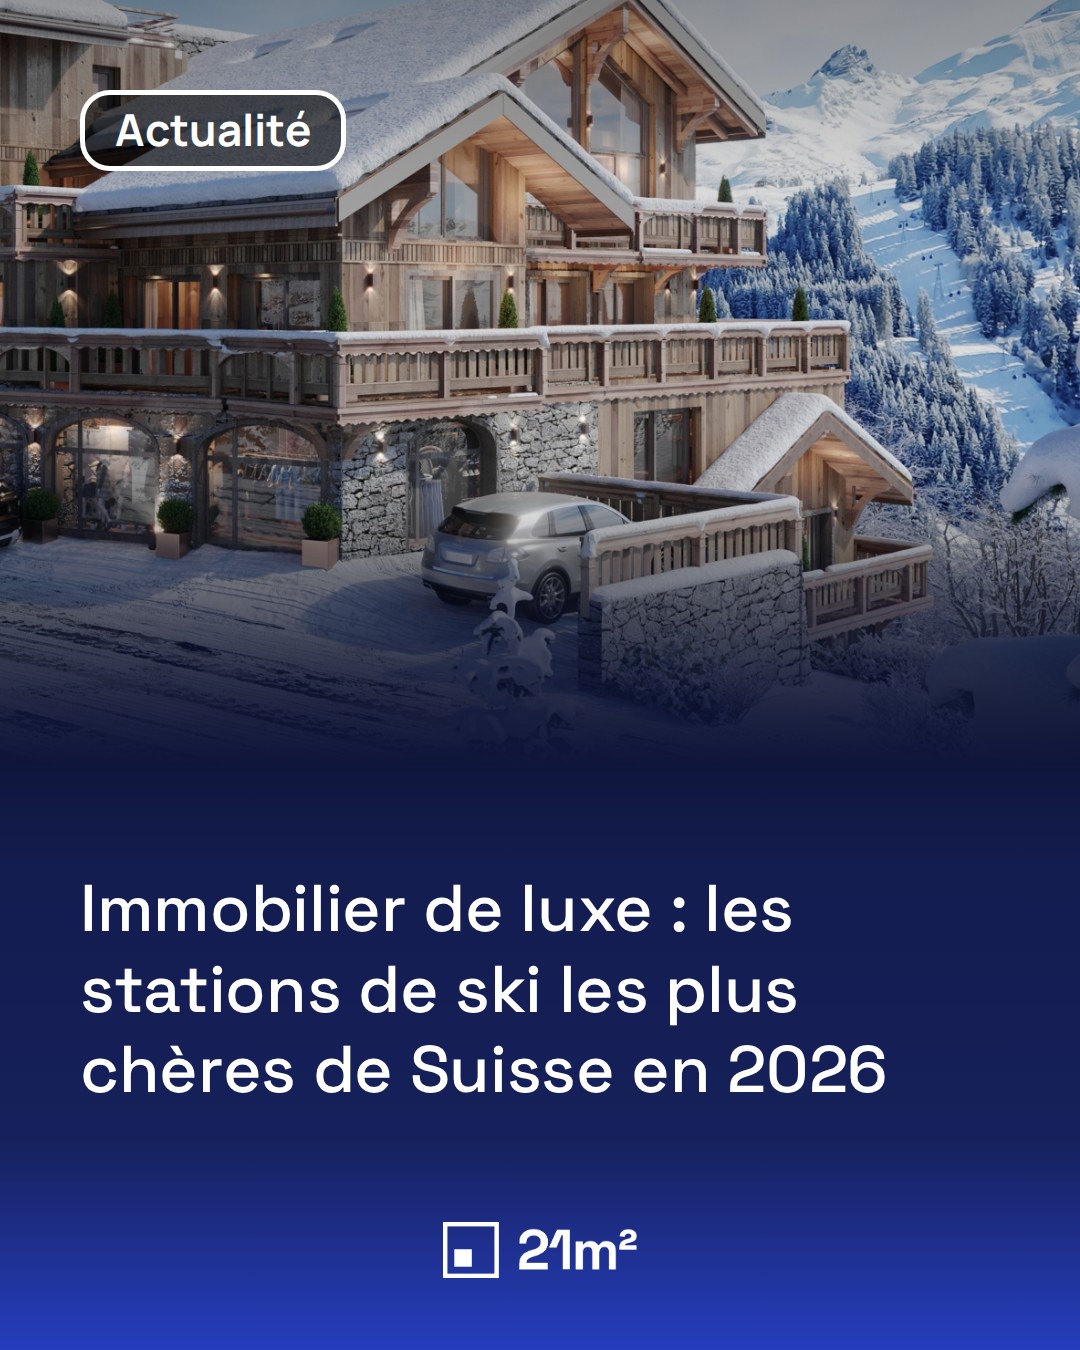 Actualité
Immobilier de luxe : les
stations de ski les plus
chères de Suisse en 2026
21m²